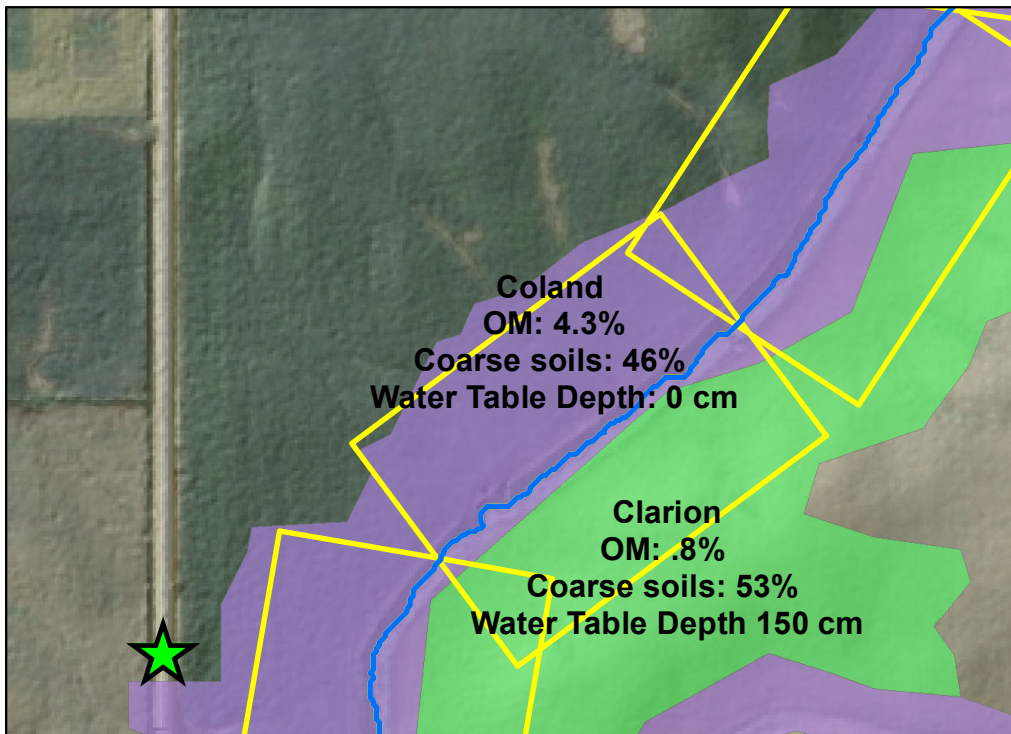 Coland
OM: 4.3%
Coarse soils: 46%
Water Table Depth: 0 cm
Clarion
OM: .8%
Coarse soils: 53%
Water Table Depth 150 cm